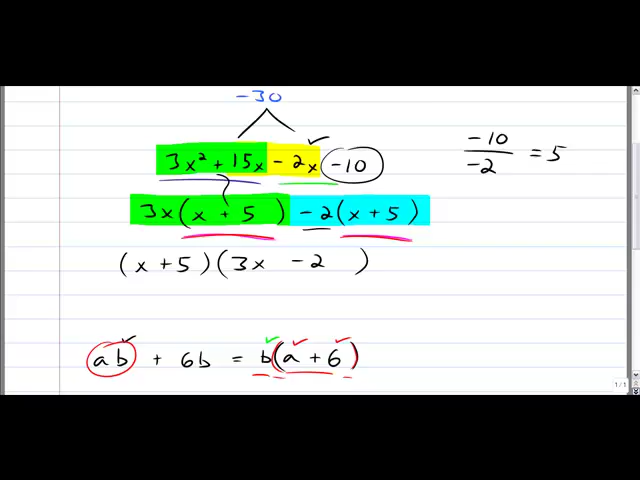 -30
3x² + 15x - 2x -10
-10/-2 = 5
3x(x + 5) -2(x + 5)
(x + 5)(3x - 2 )
ab + 6b = b(a + 6)
1/1